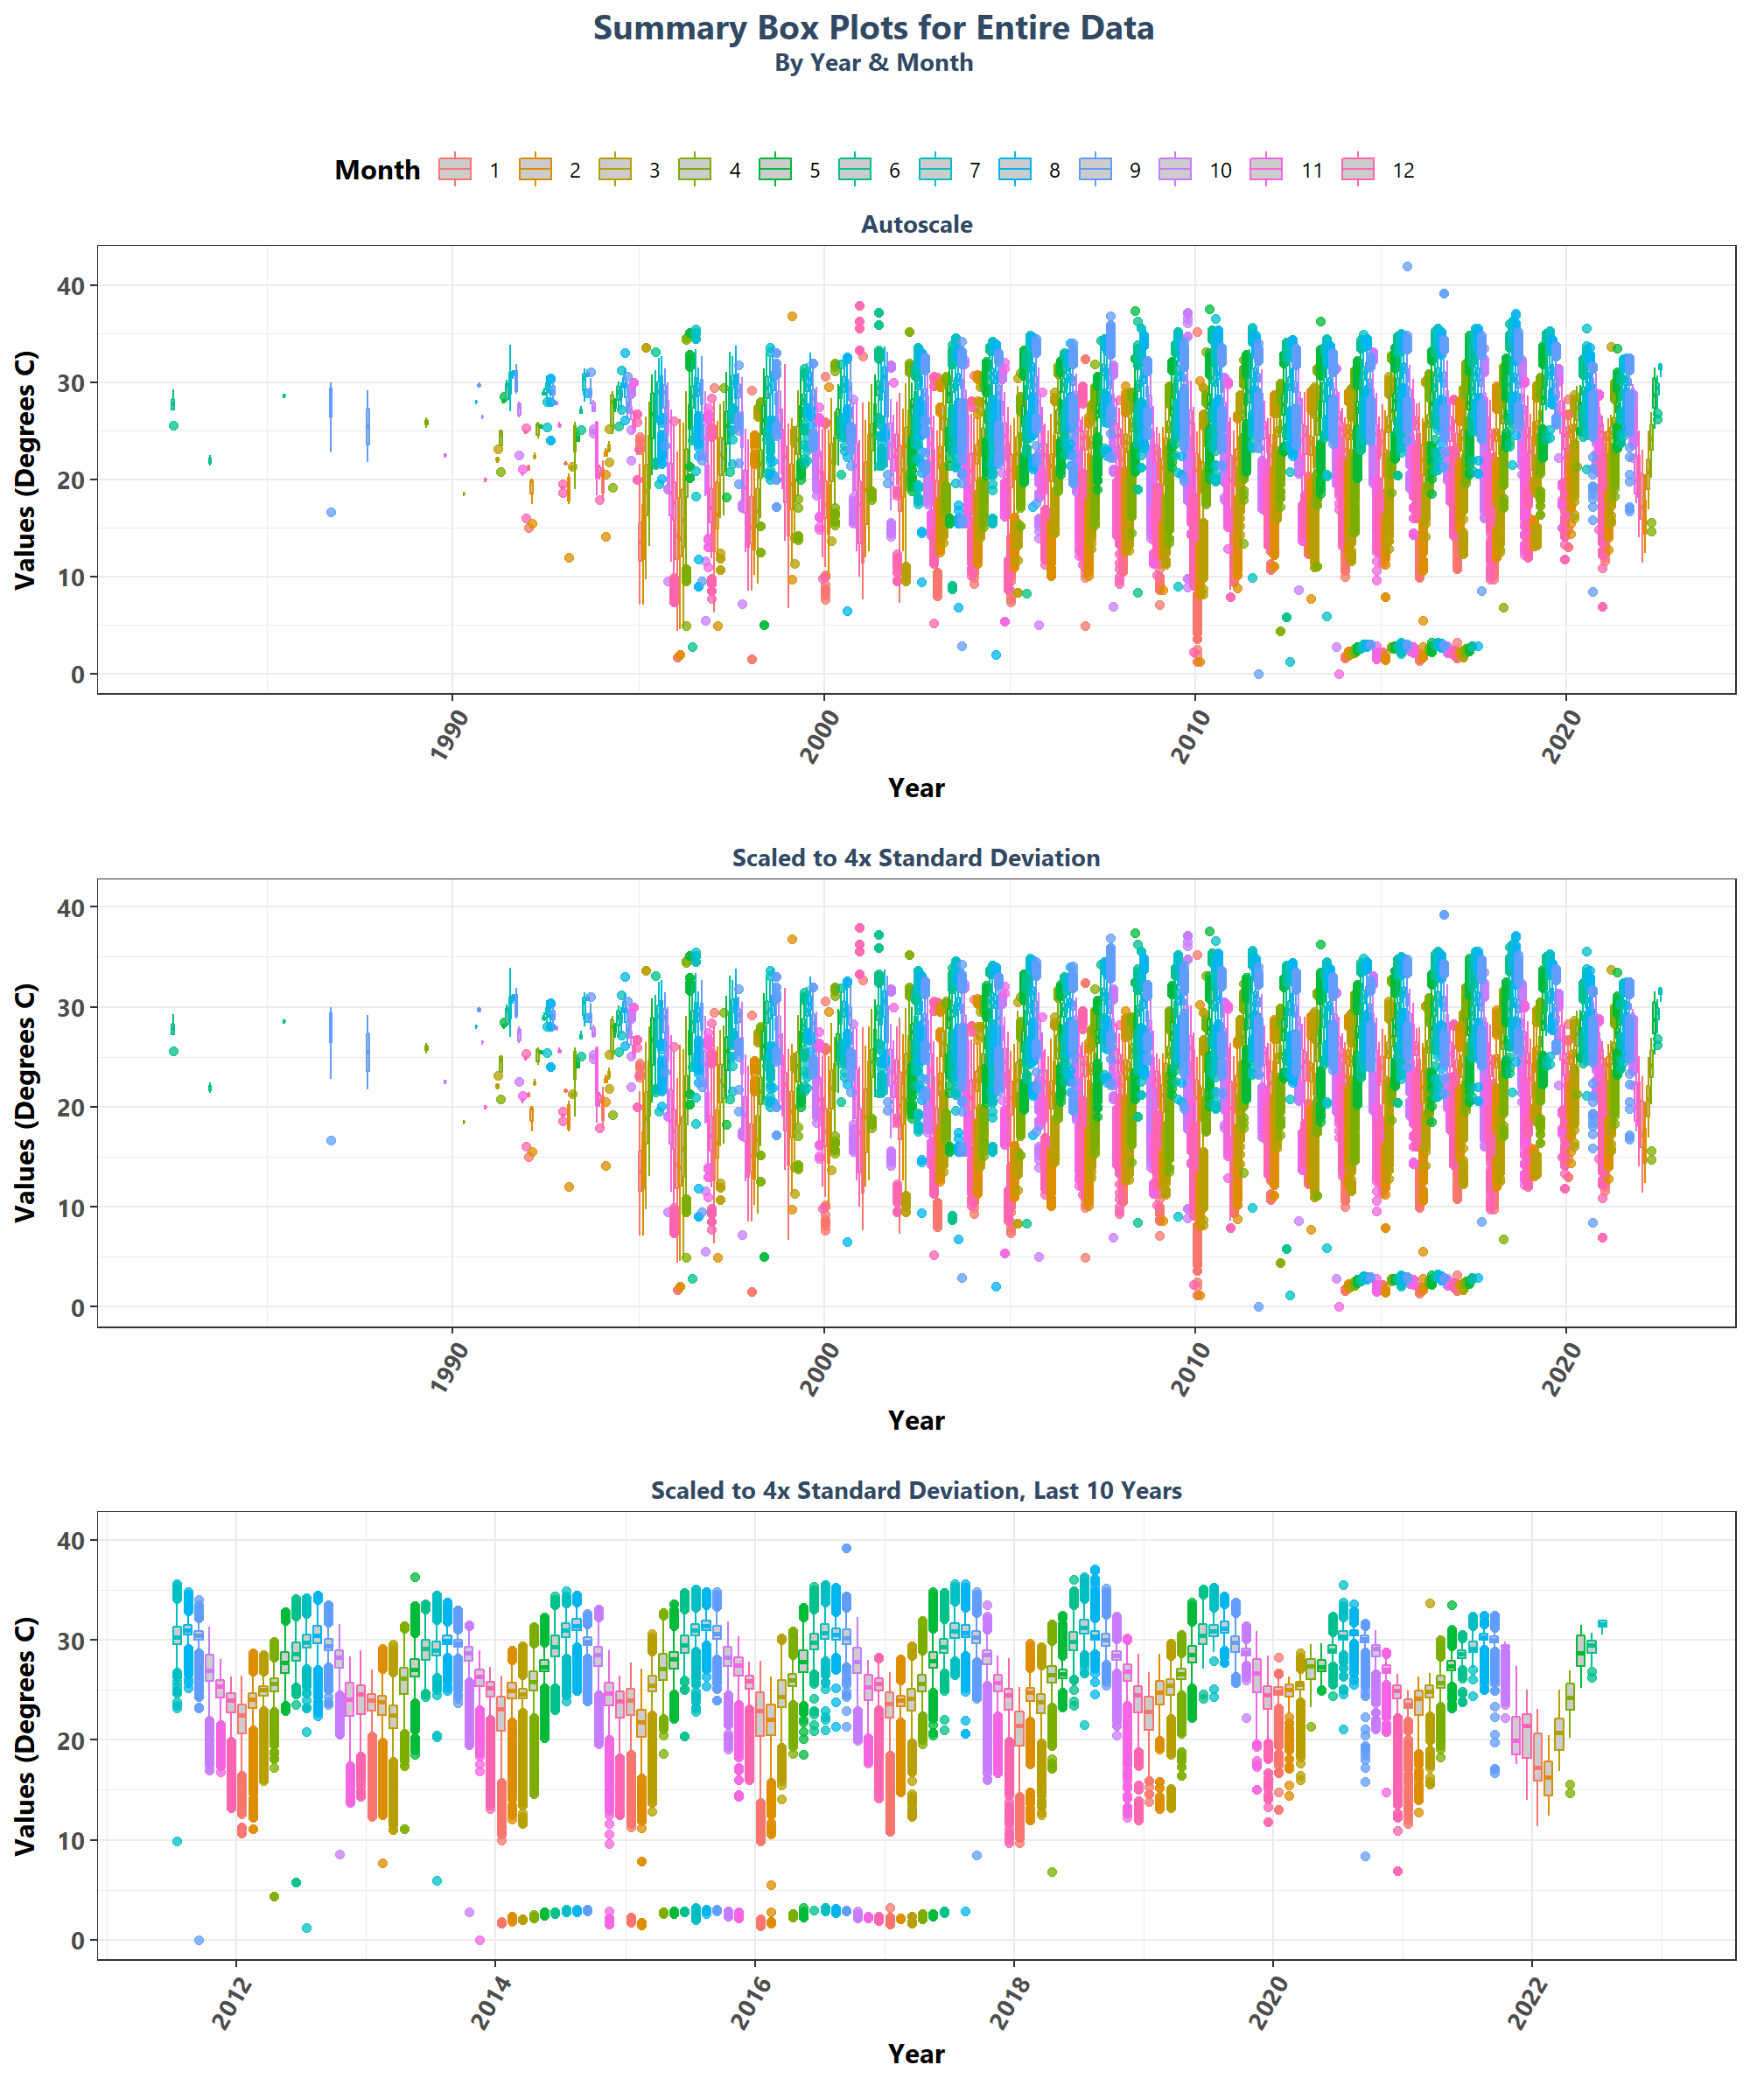 Summary Box Plots for Entire Data
By Year & Month
Month 1 2 3 4 5 6 7 8 9 10 11 12
Autoscale
Values (Degrees C)
40
30
20
10
0
1990 2000 2010 2020
Year
Scaled to 4x Standard Deviation
Values (Degrees C)
40
30
20
10
0
1990 2000 2010 2020
Year
Scaled to 4x Standard Deviation, Last 10 Years
Values (Degrees C)
40
30
20
10
0
2012 2014 2016 2018 2020 2022
Year